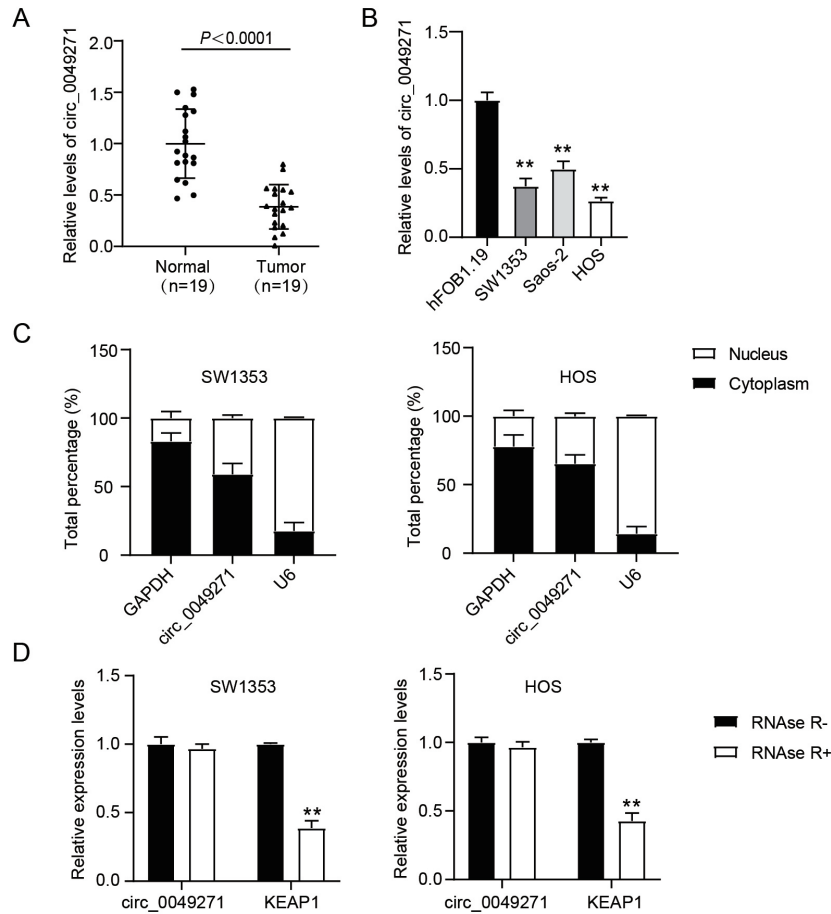 A
Relative levels of circ_0049271
2.0
1.5
1.0
0.5
0.0
P<0.0001
Normal
(n=19)
Tumor
(n=19)
B
Relative levels of circ_0049271
1.5
1.0
0.5
0.0
**
**
**
hFOB1.19
SW1353
Saos-2
HOS
C
Total percentage (%)
150
100
50
0
SW1353
GAPDH
circ_0049271
U6
Total percentage (%)
150
100
50
0
HOS
GAPDH
circ_0049271
U6
Nucleus
Cytoplasm
D
Relative expression levels
1.5
1.0
0.5
0.0
SW1353
**
circ_0049271
KEAP1
Relative expression levels
1.5
1.0
0.5
0.0
HOS
**
circ_0049271
KEAP1
RNAse R-
RNAse R+